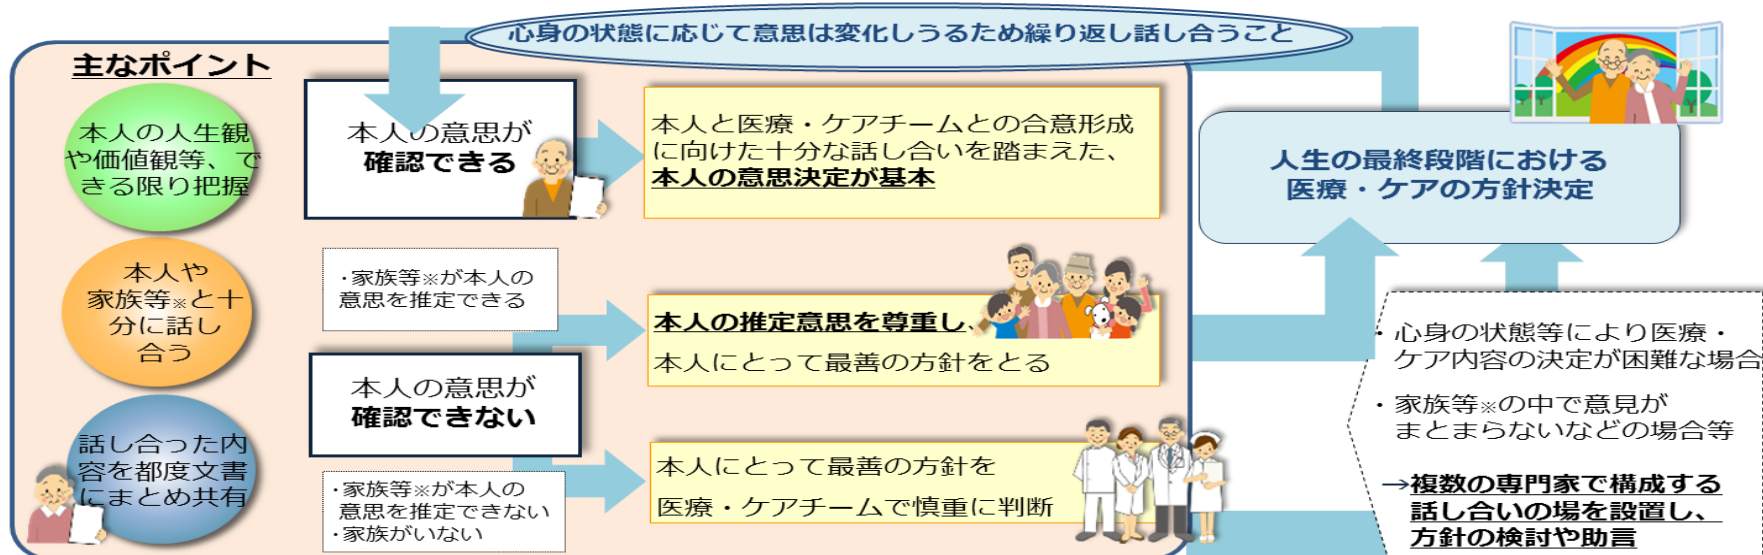 心身の状態に応じて意思は変化しうるため繰り返し話し合うこと
主なポイント
本人の人生観
や価値観等、で
きる限り把握
本人や
家族等※と十
分に話し
合う
話し合った内
容を都度文書
にまとめ共有
本人の意思が
確認できる
本人と医療・ケアチームとの合意形成
に向けた十分な話し合いを踏まえた、
本人の意思決定が基本
・家族等※が本人の
意思を推定できる
本人の推定意思を尊重し、
本人にとって最善の方針をとる
本人の意思が
確認できない
・家族等※が本人の
意思を推定できない
・家族がいない
本人にとって最善の方針を
医療・ケアチームで慎重に判断
人生の最終段階における
医療・ケアの方針決定
・心身の状態等により医療・
ケア内容の決定が困難な場合
・家族等※の中で意見が
まとまらないなどの場合等
→複数の専門家で構成する
話し合いの場を設置し、
方針の検討や助言